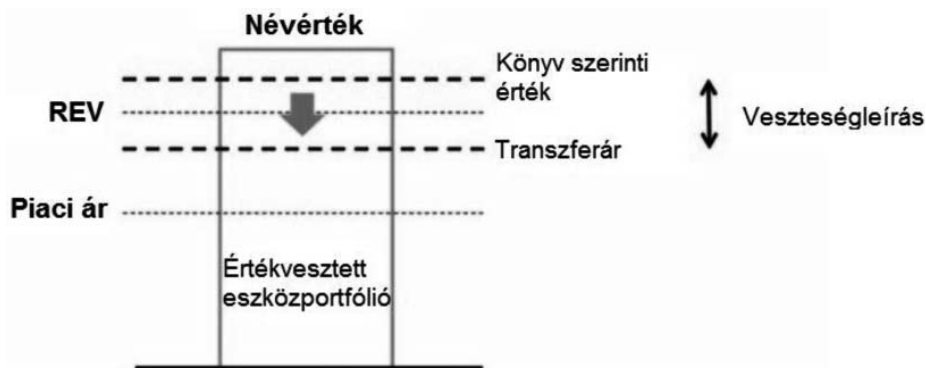 Névérték
Könyv szerinti
érték
REV
Veszteségleírás
Transzferár
Piaci ár
Értékvesztett
eszközportfólió